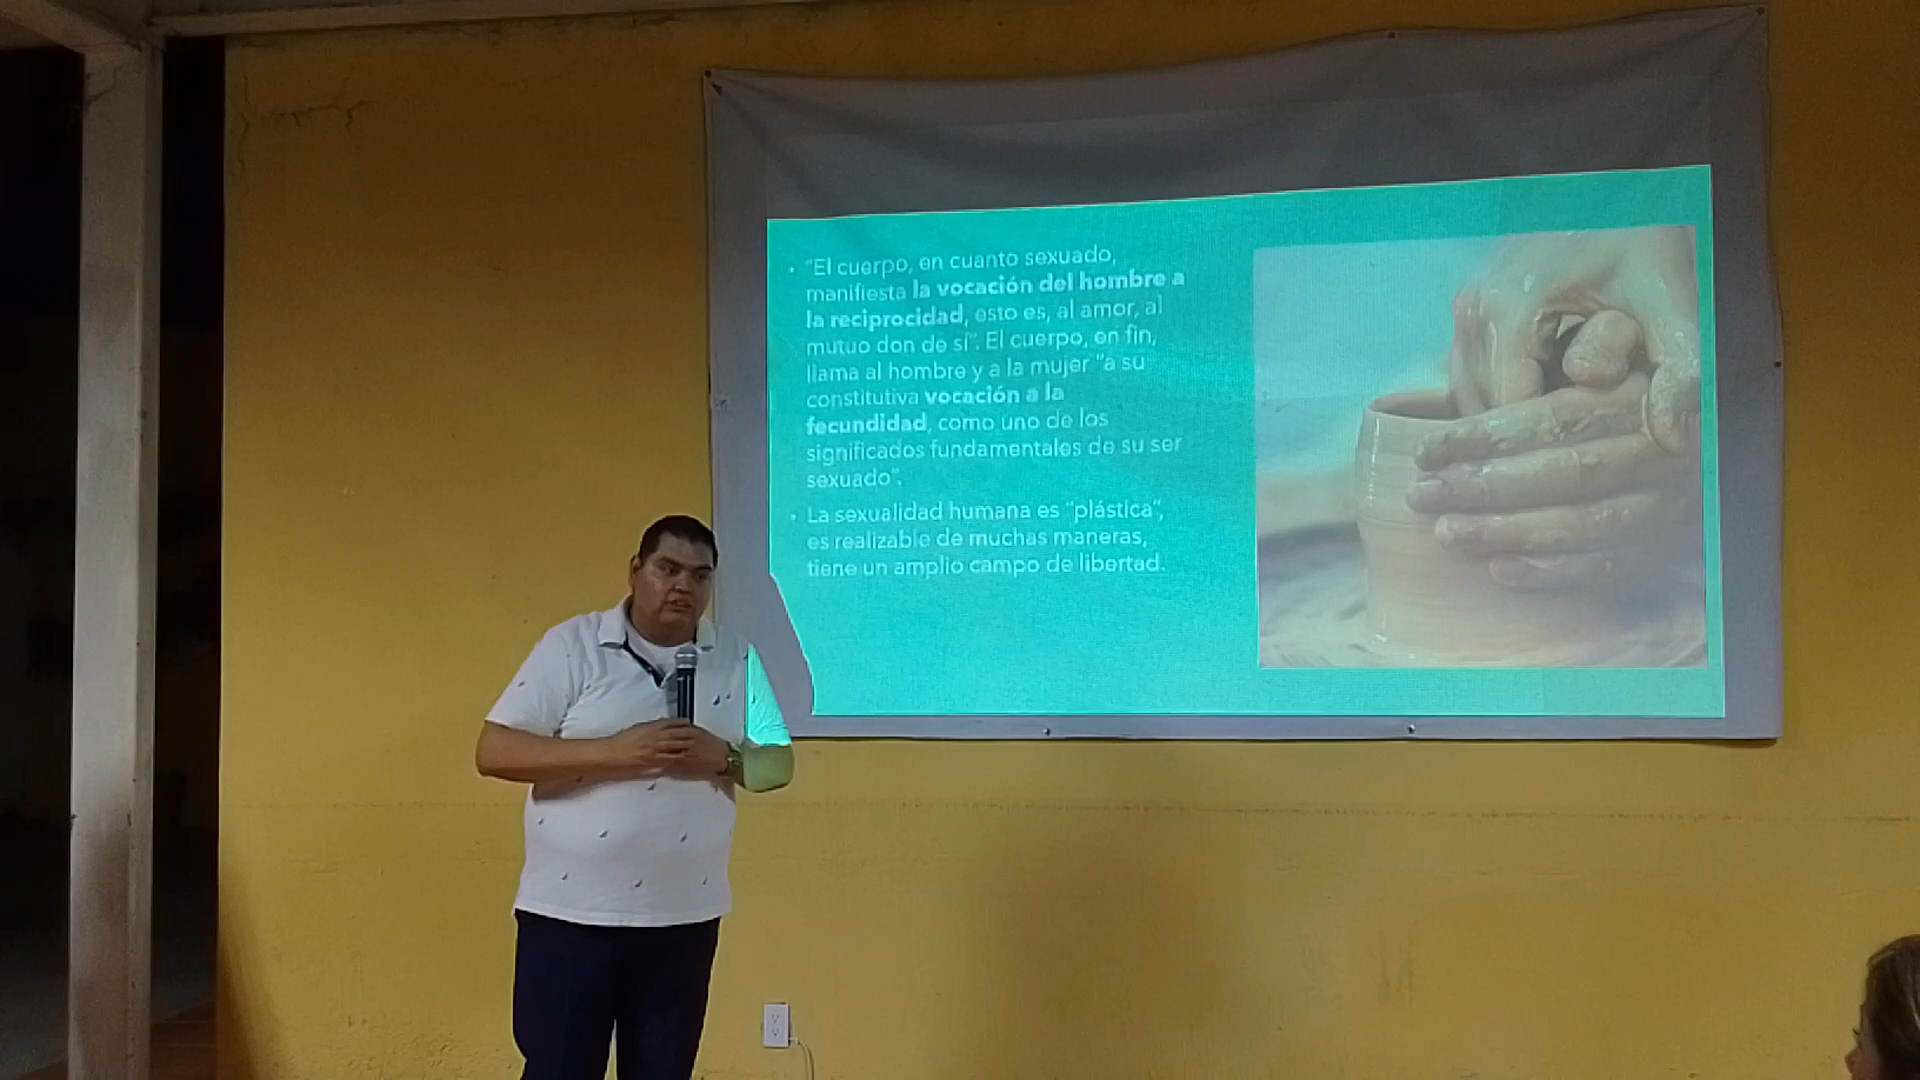 • “El cuerpo, en cuanto sexuado,
manifiesta la vocación del hombre a
la reciprocidad, esto es, al amor, al
mutuo don de sí”. El cuerpo, en fin,
llama al hombre y a la mujer “a su
constitutiva vocación a la
fecundidad, como uno de los
significados fundamentales de su ser
sexuado”.
• La sexualidad humana es “plástica”,
es realizable de muchas maneras,
tiene un amplio campo de libertad.